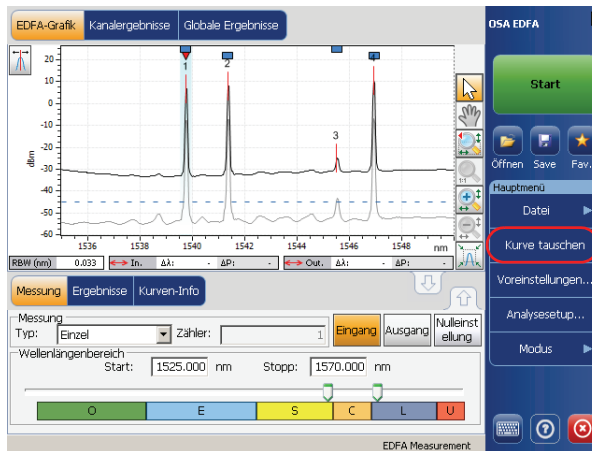 EDFA-Grafik Kanalergebnisse Globale Ergebnisse
OSA EDFA
20
10
0
-10
-20
-30
-40
-50
-60
dBm
1 2 3 4
1536 1538 1540 1542 1544 1546 1548 nm
RBW (nm) 0.033 In. Δλ: - ΔP: - Out. Δλ: - ΔP: -
1:1
Start
Öffnen Save Fav.
Hauptmenü
Datei
Kurve tauschen
Voreinstellungen...
Analysesetup...
Modus
Messung Ergebnisse Kurven-Info
Messung
Typ: Einzel Zähler: 1 Eingang Ausgang Nulleinst
ellung
Wellenlängenbereich
Start: 1525.000 nm Stopp: 1570.000 nm
O E S C L U
EDFA Measurement